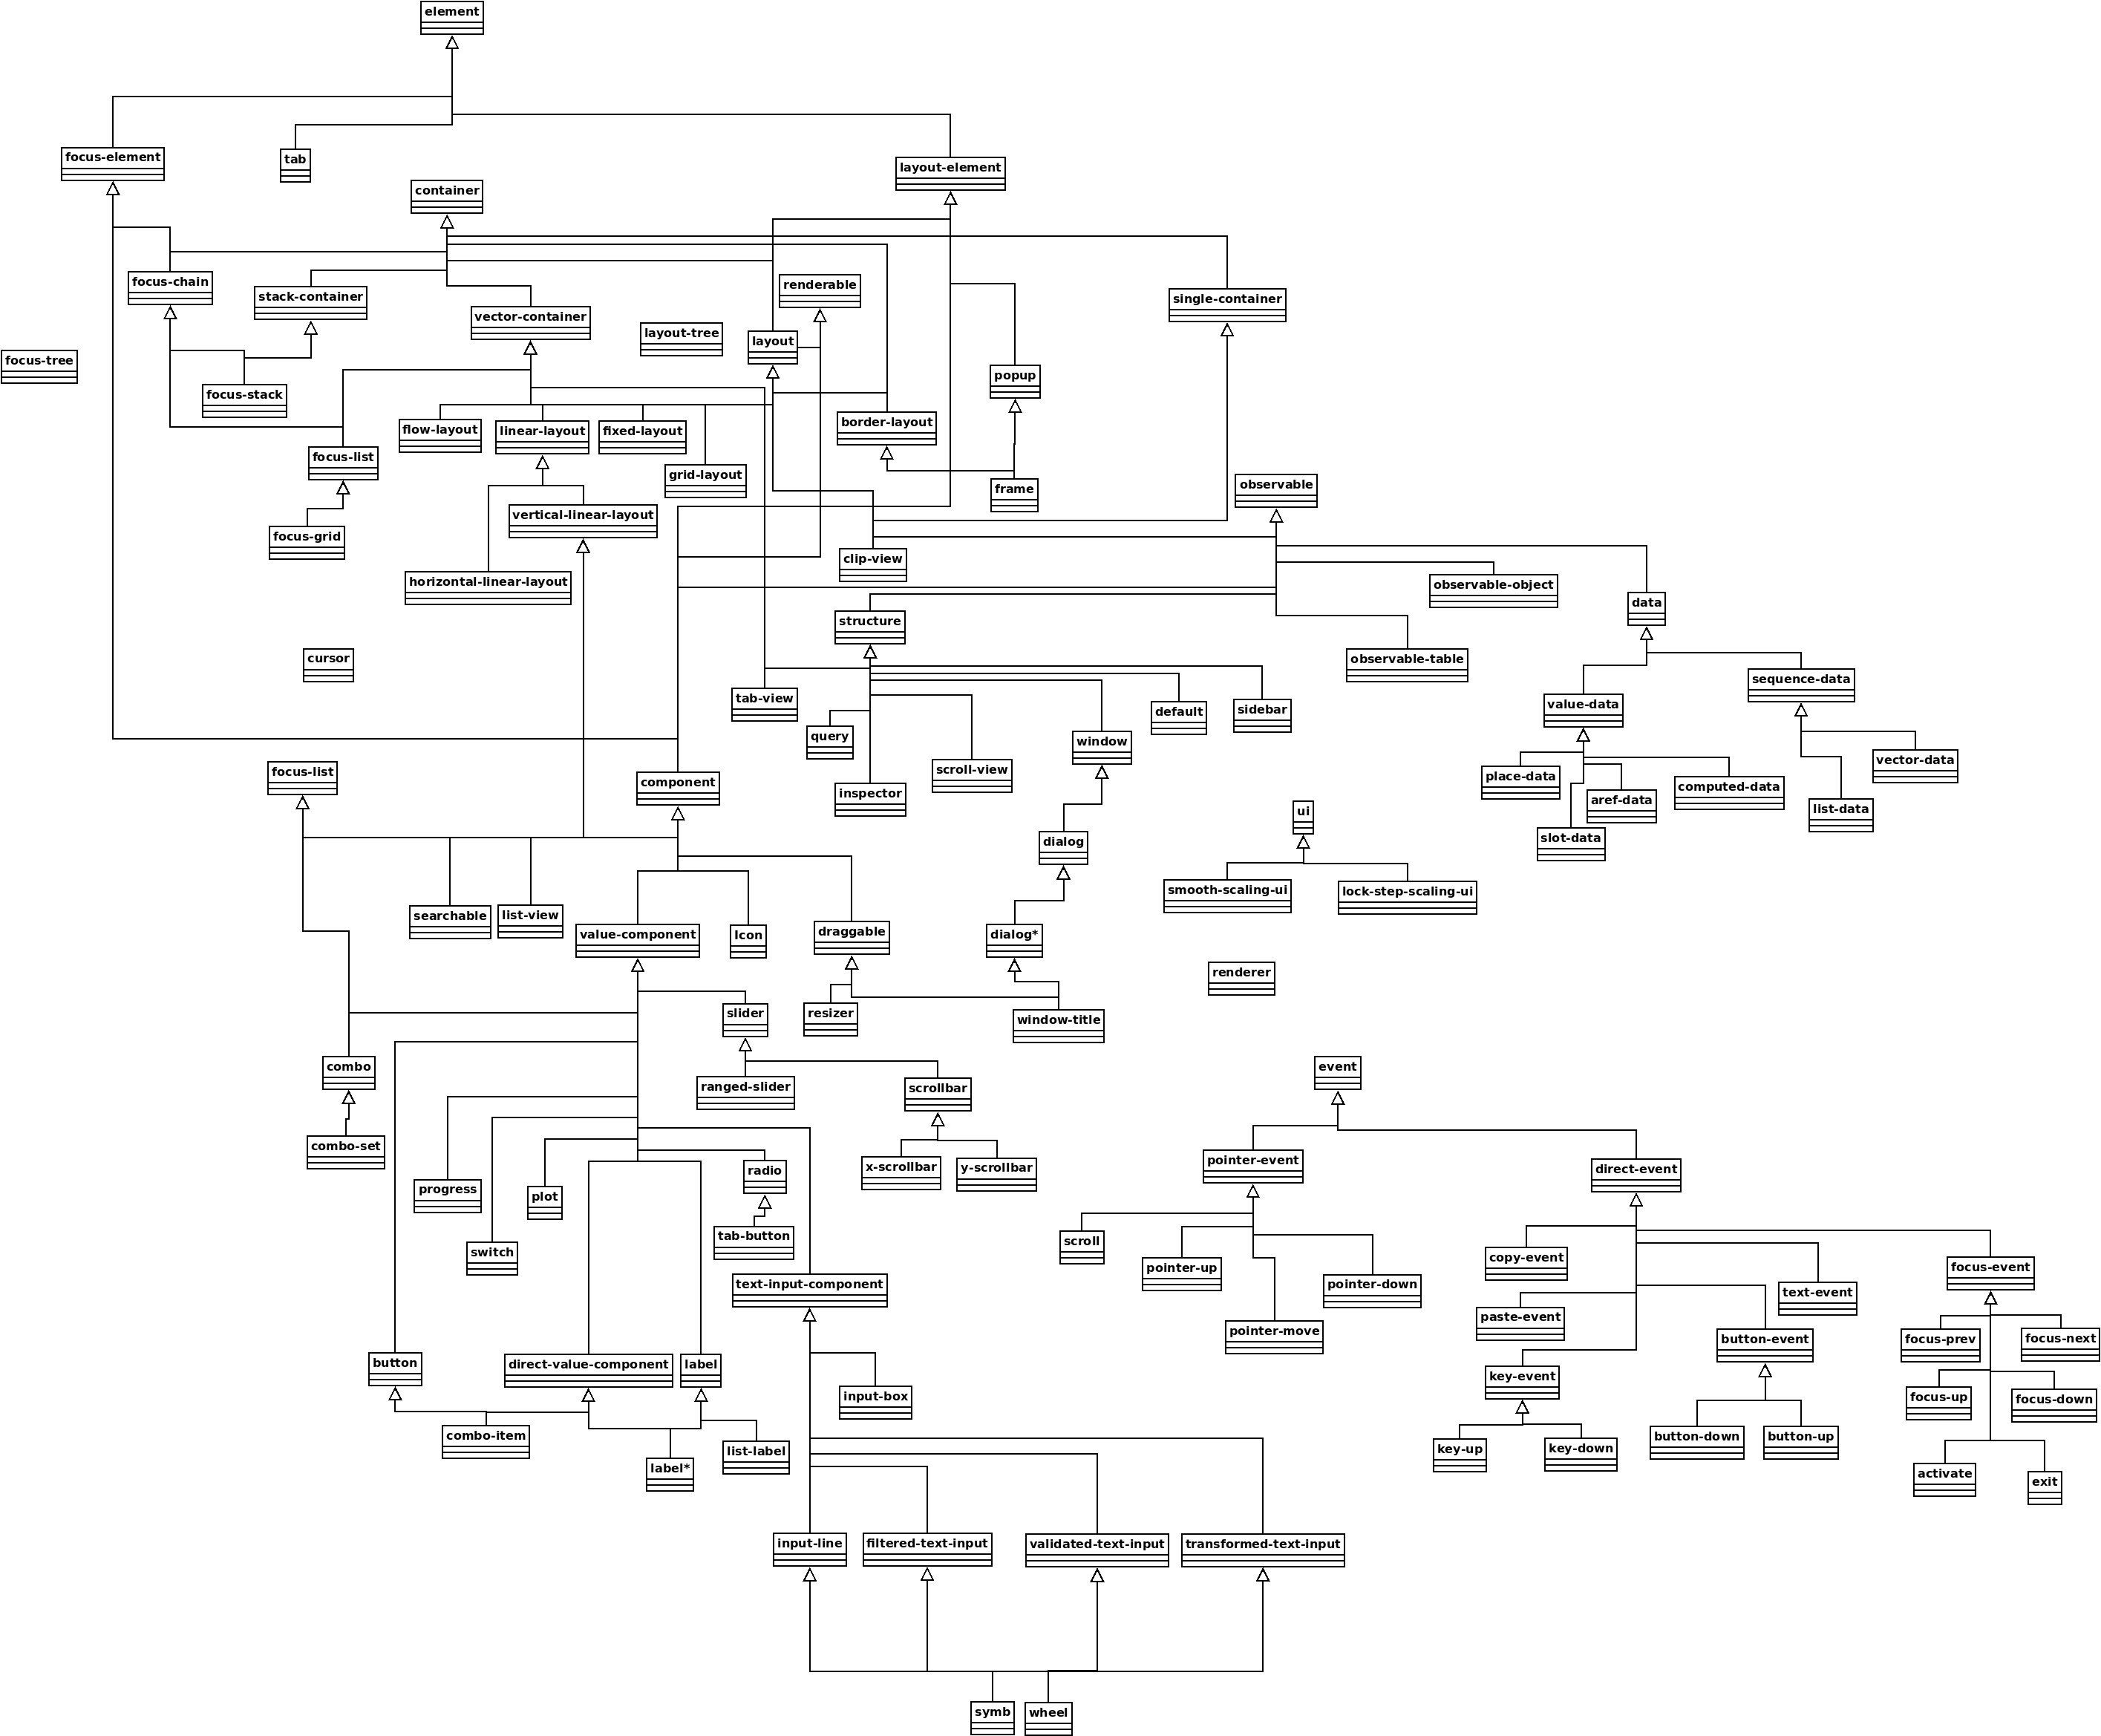 element
focus-element
tab
layout-element
container
focus-chain
stack-container
renderable
single-container
vector-container
layout-tree
layout
focus-tree
popup
focus-stack
border-layout
flow-layout
linear-layout
fixed-layout
focus-list
grid-layout
observable
frame
vertical-linear-layout
focus-grid
clip-view
horizontal-linear-layout
observable-object
data
structure
cursor
observable-table
sequence-data
tab-view
value-data
sidebar
default
query
window
vector-data
focus-list
scroll-view
place-data
component
inspector
computed-data
aref-data
list-data
ui
slot-data
dialog
smooth-scaling-ui
lock-step-scaling-ui
searchable
list-view
value-component
Icon
draggable
dialog*
renderer
slider
resizer
window-title
combo
event
ranged-slider
scrollbar
combo-set
pointer-event
x-scrollbar
y-scrollbar
direct-event
radio
progress
plot
tab-button
scroll
switch
copy-event
pointer-up
focus-event
text-input-component
pointer-down
text-event
paste-event
pointer-move
button-event
focus-prev
focus-next
button
direct-value-component
label
key-event
input-box
focus-up
focus-down
combo-item
list-label
button-down
button-up
key-up
key-down
label*
activate
exit
input-line
filtered-text-input
validated-text-input
transformed-text-input
symb
wheel